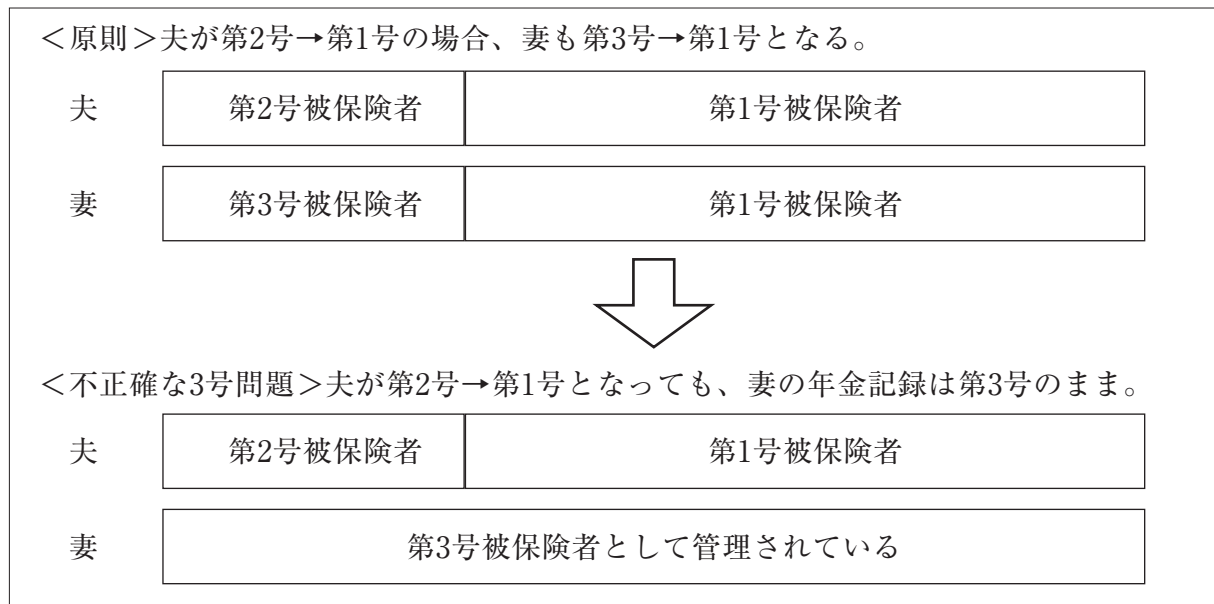 ＜原則＞夫が第2号→第1号の場合、妻も第3号→第1号となる。
夫 第2号被保険者 第1号被保険者
妻 第3号被保険者 第1号被保険者
＜不正確な3号問題＞夫が第2号→第1号となっても、妻の年金記録は第3号のまま。
夫 第2号被保険者 第1号被保険者
妻 第3号被保険者として管理されている